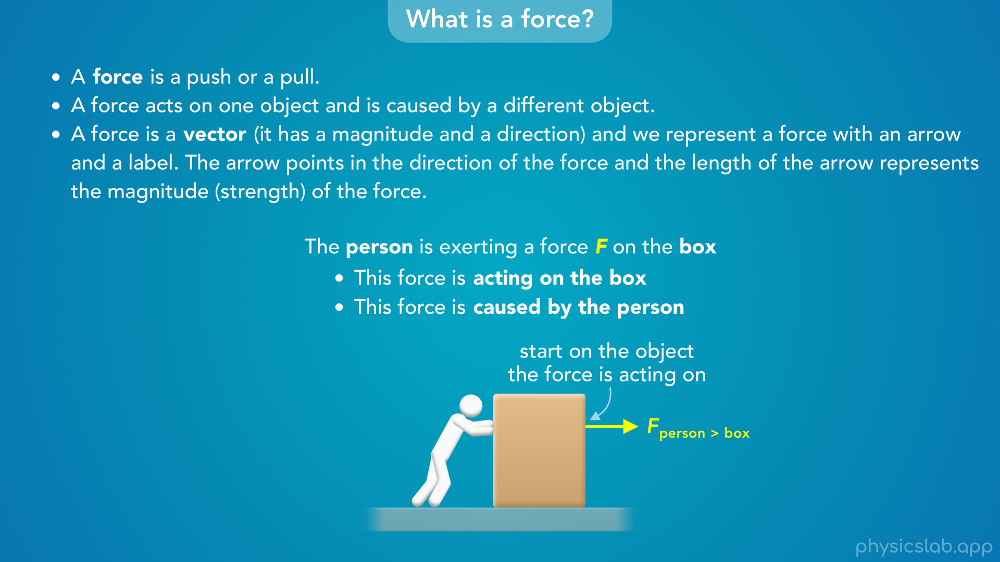 What is a force?
• A force is a push or a pull.
• A force acts on one object and is caused by a different object.
• A force is a vector (it has a magnitude and a direction) and we represent a force with an arrow
and a label. The arrow points in the direction of the force and the length of the arrow represents
the magnitude (strength) of the force.
The person is exerting a force F on the box
• This force is acting on the box
• This force is caused by the person
start on the object
the force is acting on
F person > box
physicslab.app